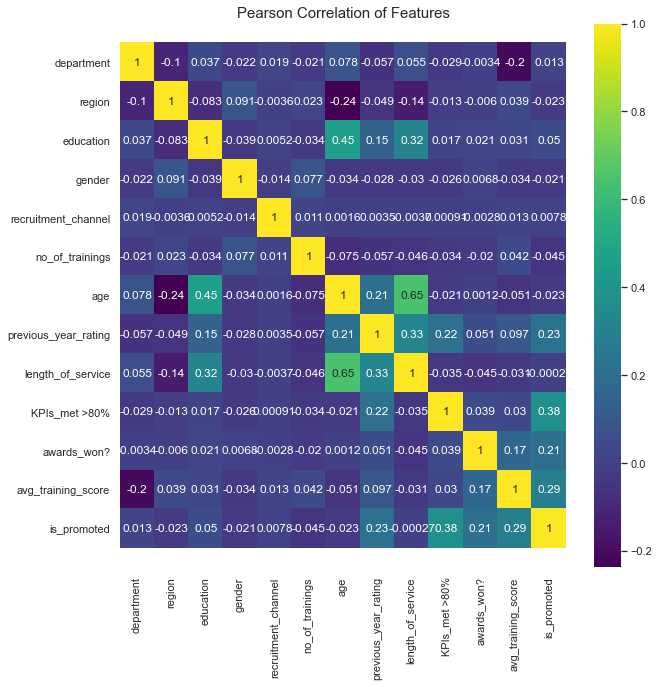 Pearson Correlation of Features
department 1 -0.1 0.037 -0.022 0.019 -0.021 0.078 -0.057 0.055 -0.029 -0.0034 -0.2 0.013
region -0.1 1 -0.083 0.091 -0.0036 0.023 -0.24 -0.049 -0.14 -0.013 -0.006 0.039 -0.023
education 0.037 -0.083 1 -0.039 0.0052 -0.034 0.45 0.15 0.32 0.017 0.021 0.031 0.05
gender -0.022 0.091 -0.039 1 -0.014 0.077 -0.034 -0.028 -0.03 -0.026 0.0068 -0.034 -0.021
recruitment_channel 0.019 -0.0036 0.0052 -0.014 1 0.011 0.0016 0.0035 -0.0037 0.00091 -0.0028 0.013 0.0078
no_of_trainings -0.021 0.023 -0.034 0.077 0.011 1 -0.075 -0.057 -0.046 -0.034 -0.02 0.042 -0.045
age 0.078 -0.24 0.45 -0.034 0.0016 -0.075 1 0.21 0.65 -0.021 0.0012 -0.051 -0.023
previous_year_rating -0.057 -0.049 0.15 -0.028 0.0035 -0.057 0.21 1 0.33 0.22 0.051 0.097 0.23
length_of_service 0.055 -0.14 0.32 -0.03 -0.0037 -0.046 0.65 0.33 1 -0.035 -0.045 -0.031
KPIs_met >80% -0.029 -0.013 0.017 -0.026 0.00091 -0.034 -0.021 0.22 -0.035 1 0.039 0.03 0.38
awards_won? -0.0034 -0.006 0.021 0.0068 -0.0028 -0.02 0.0012 0.051 -0.045 0.039 1 0.17 0.21
avg_training_score -0.2 0.039 0.031 -0.034 0.013 0.042 -0.051 0.097 -0.031 0.03 0.17 1 0.29
is_promoted 0.013 -0.023 0.05 -0.021 0.0078 -0.045 -0.023 0.23 -0.00027 0.38 0.21 0.29 1
department region education gender recruitment_channel no_of_trainings age previous_year_rating length_of_service KPIs_met >80% awards_won? avg_training_score is_promoted
1.0
0.8
0.6
0.4
0.2
0.0
−0.2